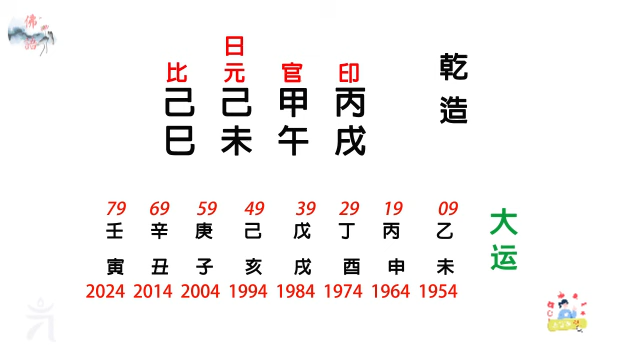 日
比 元 官 印
己 己 甲 丙
巳 未 午 戌
乾造
79 69 59 49 39 29 19 09
壬 辛 庚 己 戊 丁 丙 乙
寅 丑 子 亥 戌 酉 申 未
2024 2014 2004 1994 1984 1974 1964 1954
大运